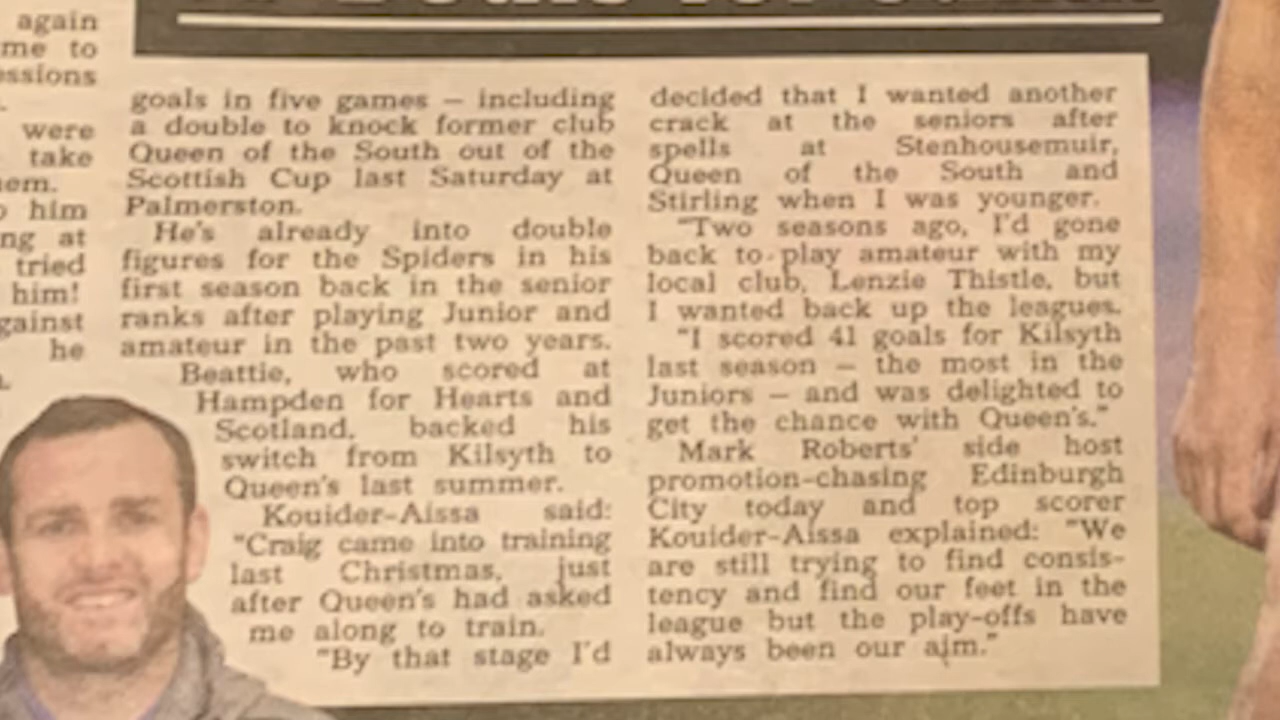 again
me to
essions
were
take
em.
him
ng at
tried
him!
gainst
he
goals in five games – including
a double to knock former club
Queen of the South out of the
Scottish Cup last Saturday at
Palmerston.
He's already into double
figures for the Spiders in his
first season back in the senior
ranks after playing Junior and
amateur in the past two years.
Beattie, who scored at
Hampden for Hearts and
Scotland, backed his
switch from Kilsyth to
Queen's last summer.
Kouider-Aissa said:
"Craig came into training
last Christmas, just
after Queen's had asked
me along to train.
"By that stage I'd
decided that I wanted another
crack at the seniors after
spells at Stenhousemuir,
Queen of the South and
Stirling when I was younger.
"Two seasons ago, I'd gone
back to play amateur with my
local club, Lenzie Thistle, but
I wanted back up the leagues.
"I scored 41 goals for Kilsyth
last season – the most in the
Juniors – and was delighted to
get the chance with Queen's."
Mark Roberts' side host
promotion-chasing Edinburgh
City today and top scorer
Kouider-Aissa explained: "We
are still trying to find consis-
tency and find our feet in the
league but the play-offs have
always been our aim."